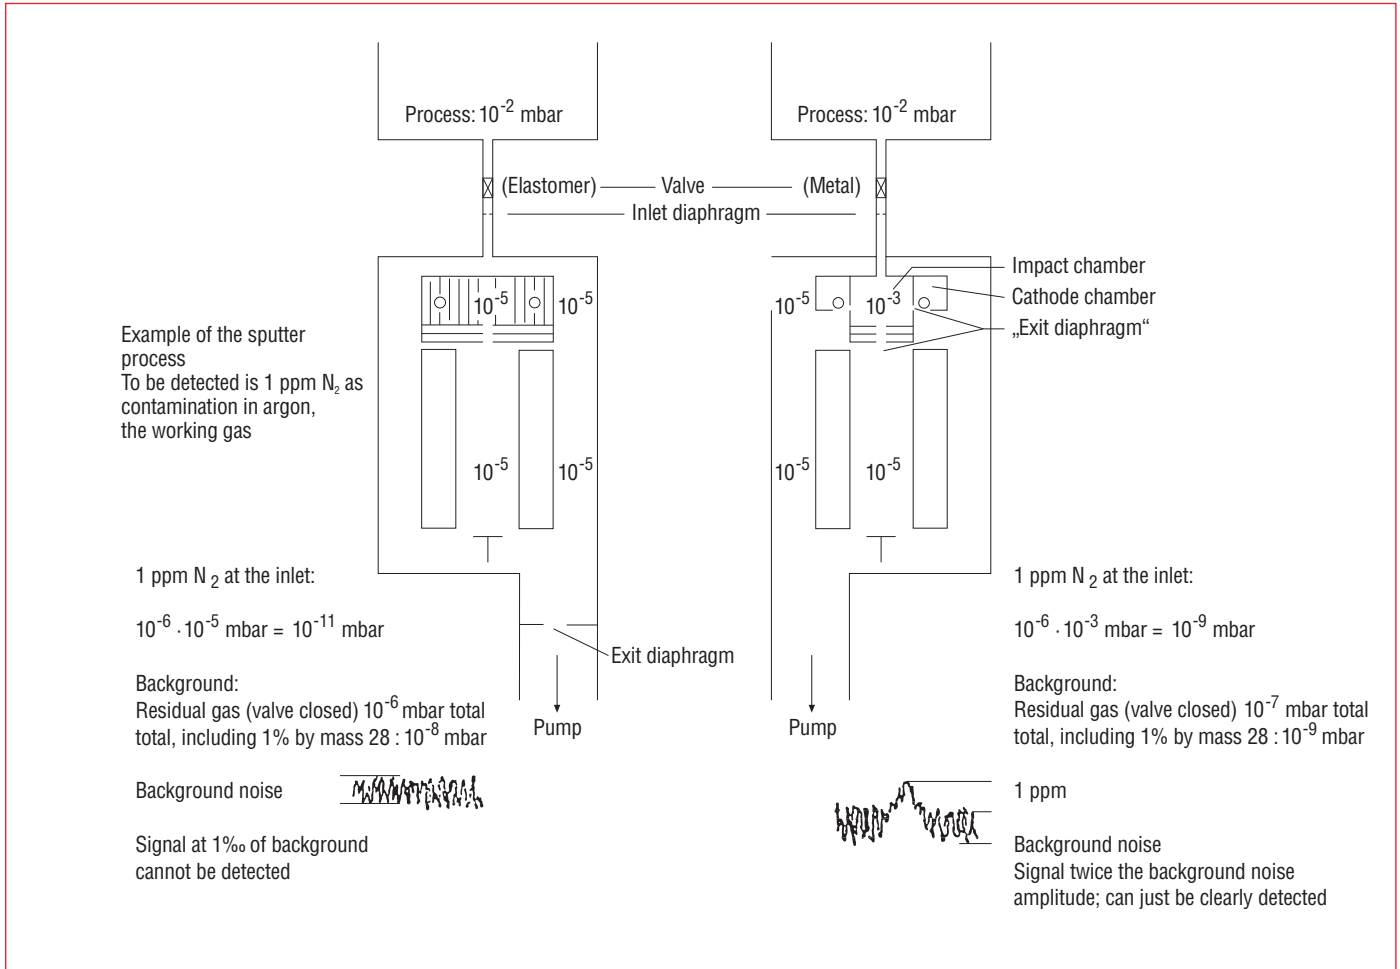 Process: 10⁻² mbar
Process: 10⁻² mbar
(Elastomer)
Valve
(Metal)
Inlet diaphragm
Impact chamber
Cathode chamber
„Exit diaphragm“
10⁻⁵
10⁻⁵
10⁻⁵
10⁻³
Example of the sputter
process
To be detected is 1 ppm N₂ as
contamination in argon,
the working gas
10⁻⁵
10⁻⁵
10⁻⁵
10⁻⁵
1 ppm N ₂ at the inlet:
10⁻⁶ · 10⁻⁵ mbar = 10⁻¹¹ mbar
Exit diaphragm
Background:
Residual gas (valve closed) 10⁻⁶ mbar total
total, including 1% by mass 28 : 10⁻⁸ mbar
Pump
Background noise
Signal at 1‰ of background
cannot be detected
Pump
1 ppm N ₂ at the inlet:
10⁻⁶ · 10⁻³ mbar = 10⁻⁹ mbar
Background:
Residual gas (valve closed) 10⁻⁷ mbar total
total, including 1% by mass 28 : 10⁻⁹ mbar
1 ppm
Background noise
Signal twice the background noise
amplitude; can just be clearly detected